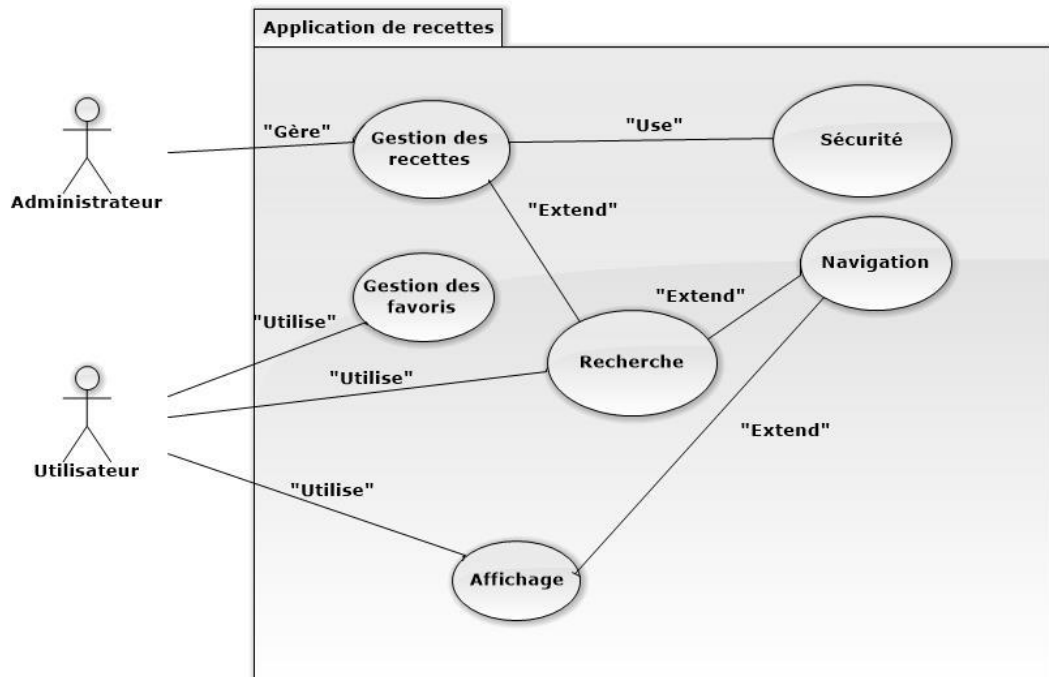 Application de recettes
"Gère"
Gestion des
recettes
"Use"
Sécurité
Administrateur
"Extend"
Navigation
Gestion des
favoris
"Extend"
"Utilise"
Recherche
"Utilise"
"Extend"
Utilisateur
"Utilise"
Affichage